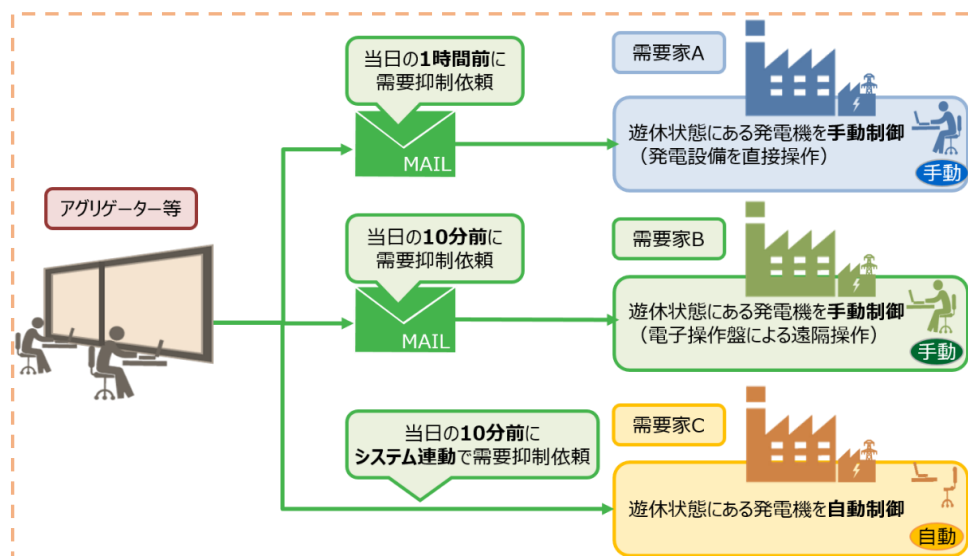 アグリゲーター等
当日の1時間前に
需要抑制依頼
MAIL
需要家A
遊休状態にある発電機を手動制御
（発電設備を直接操作）
手動
当日の10分前に
需要抑制依頼
MAIL
需要家B
遊休状態にある発電機を手動制御
（電子操作盤による遠隔操作）
手動
当日の10分前に
システム連動で需要抑制依頼
需要家C
遊休状態にある発電機を自動制御
自動